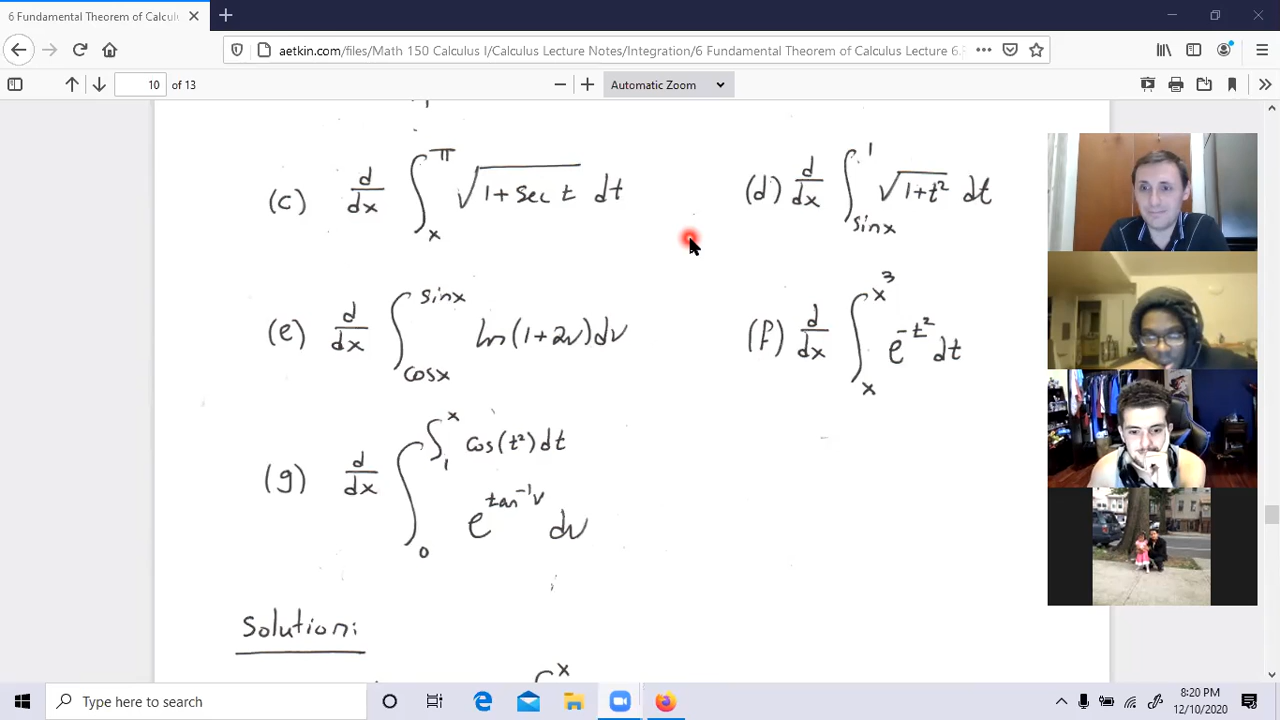 6 Fundamental Theorem of Calcul
aetkin.com/files/Math 150 Calculus I/Calculus Lecture Notes/Integration/6 Fundamental Theorem of Calculus Lecture 6.
10 of 13
Automatic Zoom
(c) d/dx ∫_x^π √(1+sec t) dt
(d) d/dx ∫_{sinx}^1 √(1+t²) dt
(e) d/dx ∫_{cosx}^{sinx} ln(1+2v)dv
(f) d/dx ∫_x^{x³} e^{-t²} dt
(g) d/dx ∫_0^{∫_1^x cos(t²)dt} e^{tan⁻¹v} dv
Solution:
∫^x
Type here to search
8:20 PM
12/10/2020